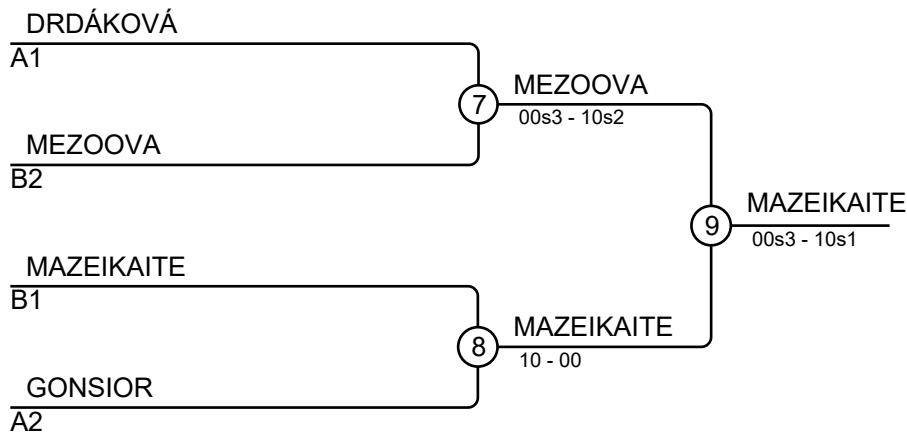 DRDÁKOVÁ
A1
7
MEZOOVA
00s3 - 10s2
MEZOOVA
B2
9
MAZEIKAITE
00s3 - 10s1
MAZEIKAITE
B1
8
MAZEIKAITE
10 - 00
GONSIOR
A2